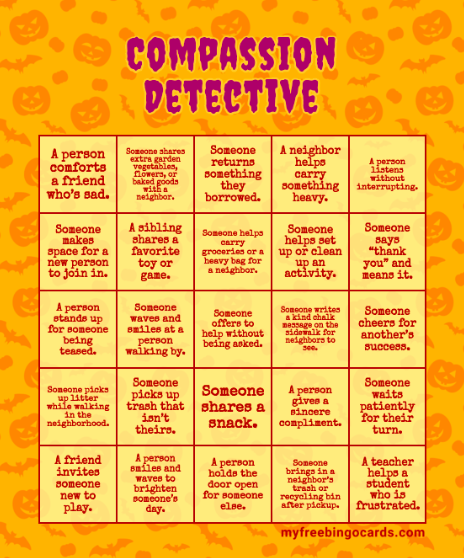 COMPASSION
DETECTIVE
A person
comforts
a friend
who's sad.
Someone shares
extra garden
vegetables,
flowers, or
baked goods
with a
neighbor.
Someone
returns
something
they
borrowed.
A neighbor
helps
carry
something
heavy.
A person
listens
without
interrupting.
Someone
makes
space for a
new person
to join in.
A sibling
shares a
favorite
toy or
game.
Someone helps
carry
groceries or a
heavy bag for
a neighbor.
Someone
helps set
up or clean
up an
activity.
Someone
says
"thank
you" and
means it.
A person
stands up
for someone
being
teased.
Someone
waves and
smiles at a
person
walking by.
Someone
offers to
help without
being asked.
Someone writes
a kind chalk
message on the
sidewalk for
neighbors to
see.
Someone
cheers for
another's
success.
Someone picks
up litter
while walking
in the
neighborhood.
Someone
picks up
trash that
isn't
theirs.
Someone
shares a
snack.
A person
gives a
sincere
compliment.
Someone
waits
patiently
for their
turn.
A friend
invites
someone
new to
play.
A person
smiles and
waves to
brighten
someone's
day.
A person
holds the
door open
for someone
else.
Someone
brings in a
neighbor's
trash or
recycling bin
after pickup.
A teacher
helps a
student
who is
frustrated.
myfreebingocards.com